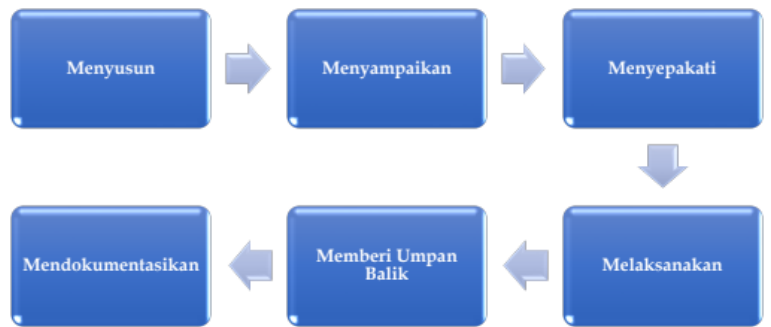 Menyusun
Menyampaikan
Menyepakati
Melaksanakan
Memberi Umpan
Balik
Mendokumentasikan